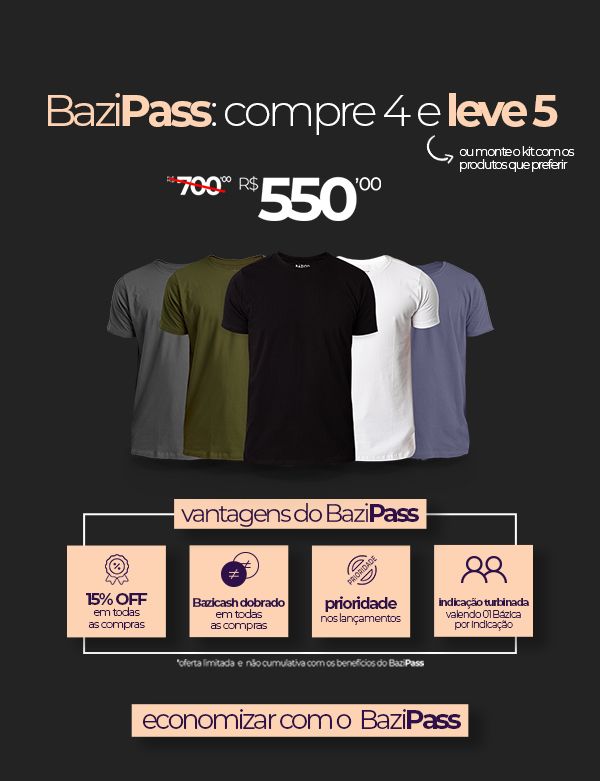 BaziPass: compre 4 e leve 5
ou monte o kit com os
produtos que preferir
R$ 700'00 R$ 550'00
vantagens do BaziPass
15% OFF
em todas
as compras
Bazicash dobrado
em todas
as compras
PRIORIDADE
prioridade
nos lançamentos
indicação turbinada
valendo 01 Bázica
por indicação
*oferta limitada e não cumulativa com os benefícios do BaziPass
economizar com o BaziPass